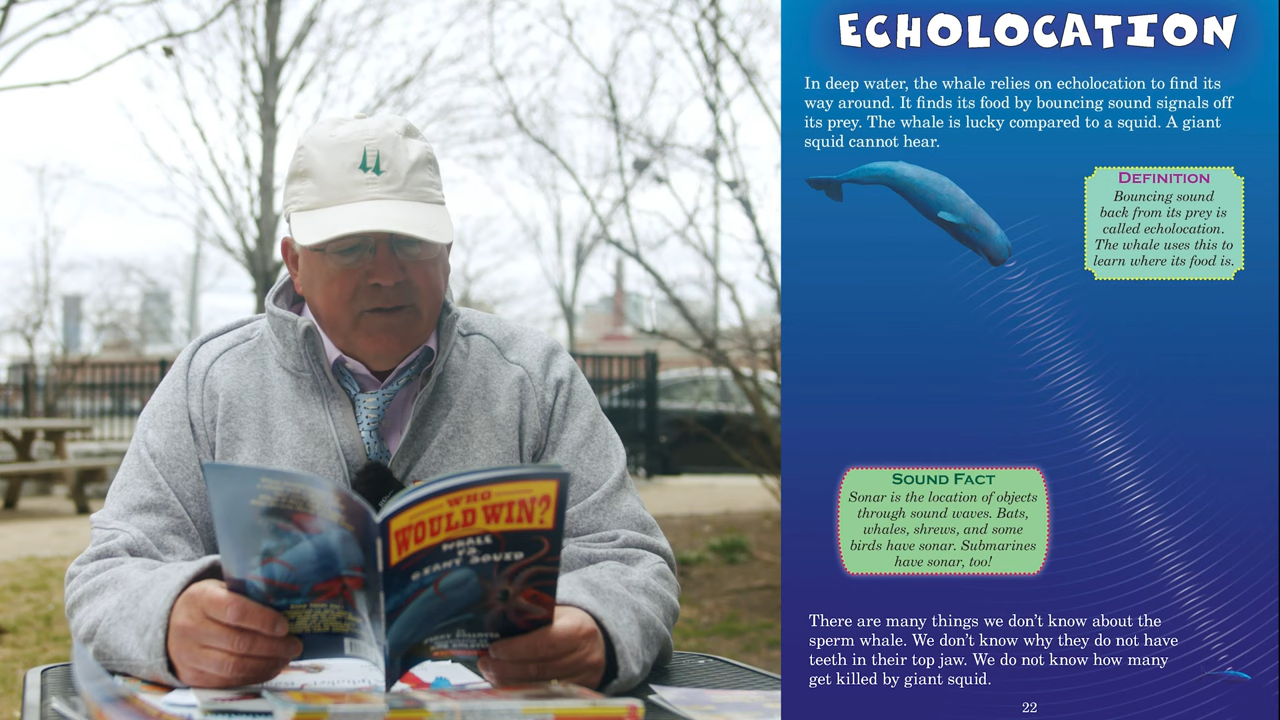 WHO
WOULD WIN?
WHALE
VS.
GIANT SQUID
ECHOLOCATION
In deep water, the whale relies on echolocation to find its
way around. It finds its food by bouncing sound signals off
its prey. The whale is lucky compared to a squid. A giant
squid cannot hear.
DEFINITION
Bouncing sound
back from its prey is
called echolocation.
The whale uses this to
learn where its food is.
SOUND FACT
Sonar is the location of objects
through sound waves. Bats,
whales, shrews, and some
birds have sonar. Submarines
have sonar, too!
There are many things we don't know about the
sperm whale. We don't know why they do not have
teeth in their top jaw. We do not know how many
get killed by giant squid.
22